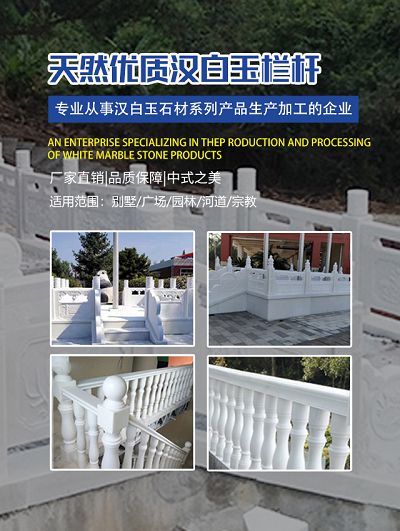 天然优质汉白玉栏杆
专业从事汉白玉石材系列产品生产加工的企业
AN ENTERPRISE SPECIALIZING IN THEP RODUCTION AND PROCESSING
OF WHITE MARBLE STONE PRODUCTS
厂家直销|品质保障|中式之美
适用范围：别墅/广场/园林/河道/宗教